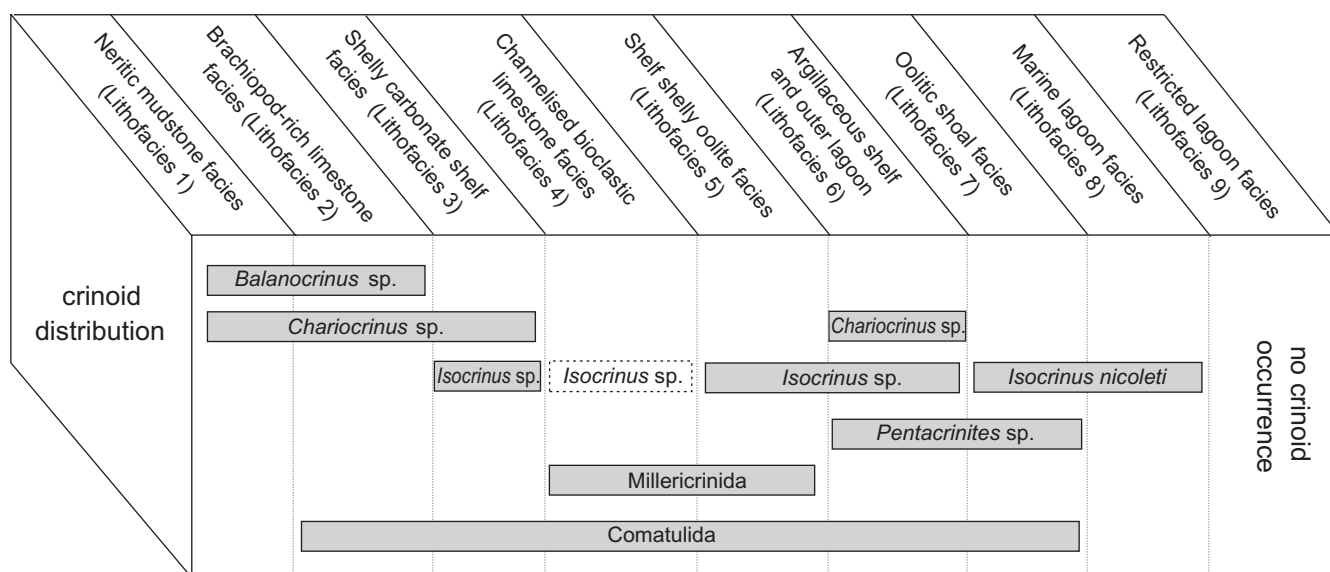 Neritic mudstone facies
(Lithofacies 1)
Brachiopod-rich limestone
facies (Lithofacies 2)
Shelly carbonate shelf
facies (Lithofacies 3)
Channelised bioclastic
limestone facies
(Lithofacies 4)
Shelf shelly oolite facies
(Lithofacies 5)
Argillaceous shelf
and outer lagoon
(Lithofacies 6)
Oolitic shoal facies
(Lithofacies 7)
Marine lagoon facies
(Lithofacies 8)
Restricted lagoon facies
(Lithofacies 9)
crinoid
distribution
Balanocrinus sp.
Chariocrinus sp.
Chariocrinus sp.
Isocrinus sp.
Isocrinus sp.
Isocrinus sp.
Isocrinus nicoleti
Pentacrinites sp.
Millericrinida
Comatulida
no crinoid
occurrence